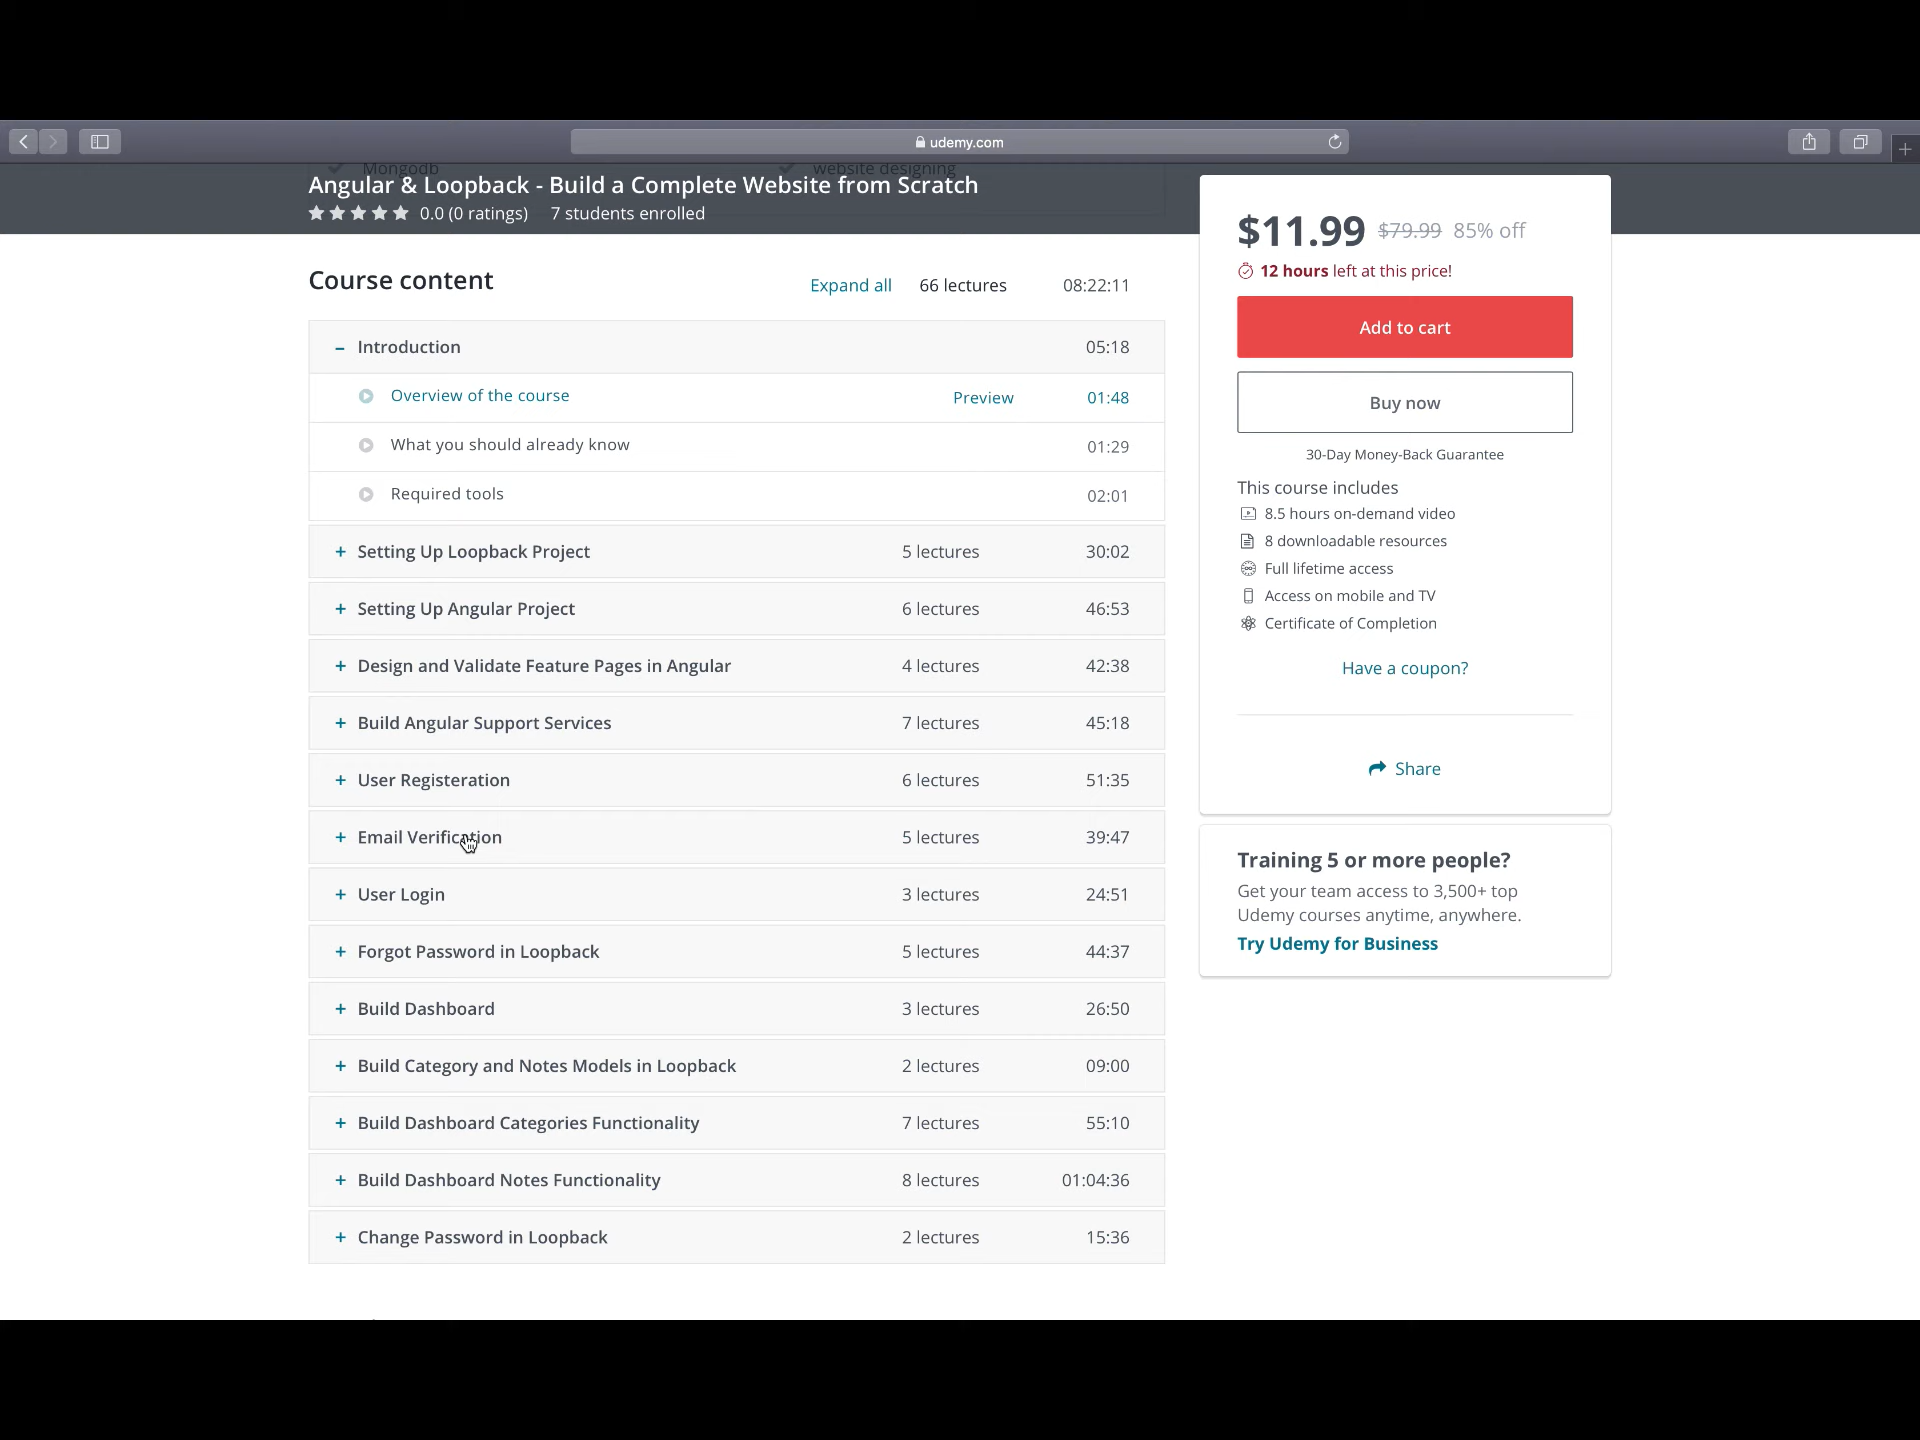 udemy.com
Mongodb website designing
Angular & Loopback - Build a Complete Website from Scratch
0.0 (0 ratings) 7 students enrolled
Course content Expand all 66 lectures 08:22:11
– Introduction 05:18
Overview of the course Preview 01:48
What you should already know 01:29
Required tools 02:01
+ Setting Up Loopback Project 5 lectures 30:02
+ Setting Up Angular Project 6 lectures 46:53
+ Design and Validate Feature Pages in Angular 4 lectures 42:38
+ Build Angular Support Services 7 lectures 45:18
+ User Registeration 6 lectures 51:35
+ Email Verification 5 lectures 39:47
+ User Login 3 lectures 24:51
+ Forgot Password in Loopback 5 lectures 44:37
+ Build Dashboard 3 lectures 26:50
+ Build Category and Notes Models in Loopback 2 lectures 09:00
+ Build Dashboard Categories Functionality 7 lectures 55:10
+ Build Dashboard Notes Functionality 8 lectures 01:04:36
+ Change Password in Loopback 2 lectures 15:36
$11.99 $79.99 85% off
12 hours left at this price!
Add to cart
Buy now
30-Day Money-Back Guarantee
This course includes
8.5 hours on-demand video
8 downloadable resources
Full lifetime access
Access on mobile and TV
Certificate of Completion
Have a coupon?
Share
Training 5 or more people?
Get your team access to 3,500+ top
Udemy courses anytime, anywhere.
Try Udemy for Business